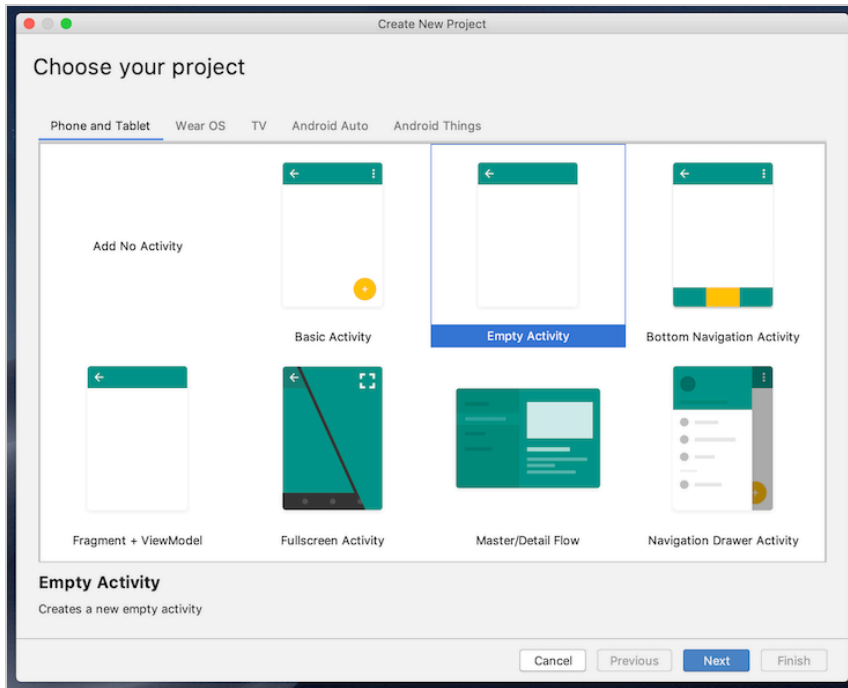 Create New Project
Choose your project
Phone and Tablet Wear OS TV Android Auto Android Things
Add No Activity
Basic Activity
Empty Activity
Bottom Navigation Activity
Fragment + ViewModel
Fullscreen Activity
Master/Detail Flow
Navigation Drawer Activity
Empty Activity
Creates a new empty activity
Cancel Previous Next Finish